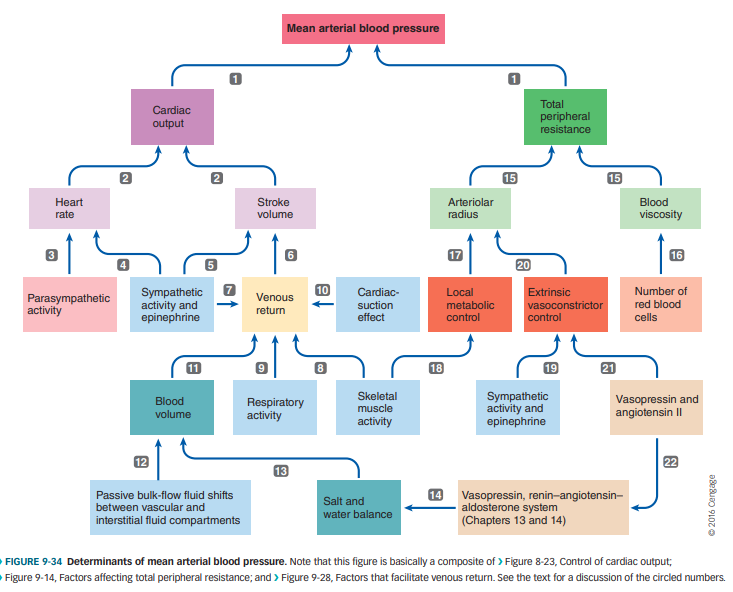 Mean arterial blood pressure
1
1
Cardiac
output
Total
peripheral
resistance
2
2
15
15
Heart
rate
Stroke
volume
Arteriolar
radius
Blood
viscosity
3
4
5
6
17
20
16
Parasympathetic
activity
Sympathetic
activity and
epinephrine
7
Venous
return
10
Cardiac-
suction
effect
Local
metabolic
control
Extrinsic
vasoconstrictor
control
Number of
red blood
cells
11
9
8
18
19
21
Blood
volume
Respiratory
activity
Skeletal
muscle
activity
Sympathetic
activity and
epinephrine
Vasopressin and
angiotensin II
12
13
22
Passive bulk-flow fluid shifts
between vascular and
interstitial fluid compartments
Salt and
water balance
14
Vasopressin, renin–angiotensin–
aldosterone system
(Chapters 13 and 14)
© 2016 Cengage
› FIGURE 9-34 Determinants of mean arterial blood pressure. Note that this figure is basically a composite of › Figure 8-23, Control of cardiac output;
› Figure 9-14, Factors affecting total peripheral resistance; and › Figure 9-28, Factors that facilitate venous return. See the text for a discussion of the circled numbers.